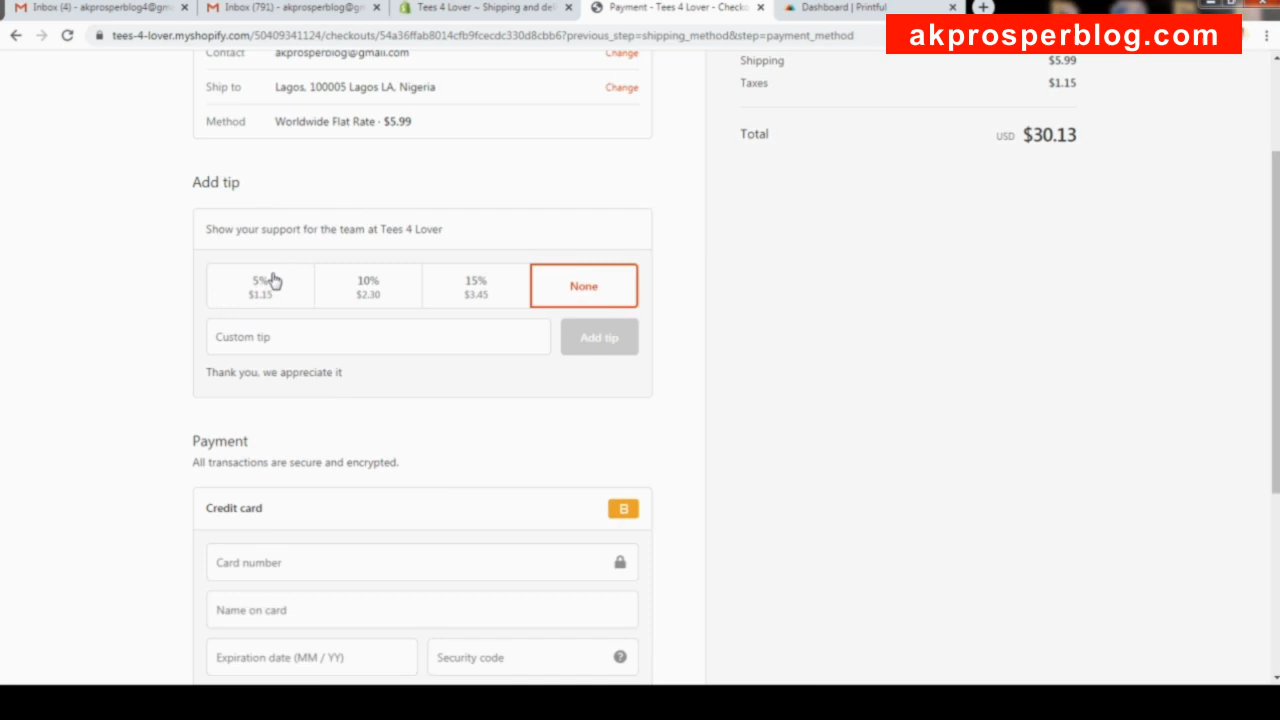 Inbox (4) - akprosperblog4@gm
Inbox (791) - akprosperblog@gn
Tees 4 Lover ~ Shipping and del
Payment - Tees 4 Lover - Checko
Dashboard | Printful
akprosperblog.com
tees-4-lover.myshopify.com/50409341124/checkouts/54a36ffab8014cfb9fcecdc330d8cbb6?previous_step=shipping_method&step=payment_method
Contact akprosperblog@gmail.com Change
Ship to Lagos, 100005 Lagos LA, Nigeria Change
Method Worldwide Flat Rate · $5.99
Shipping $5.99
Taxes $1.15
Total USD $30.13
Add tip
Show your support for the team at Tees 4 Lover
5% 10% 15% None
$1.15 $2.30 $3.45
Custom tip Add tip
Thank you, we appreciate it
Payment
All transactions are secure and encrypted.
Credit card B
Card number
Name on card
Expiration date (MM / YY) Security code